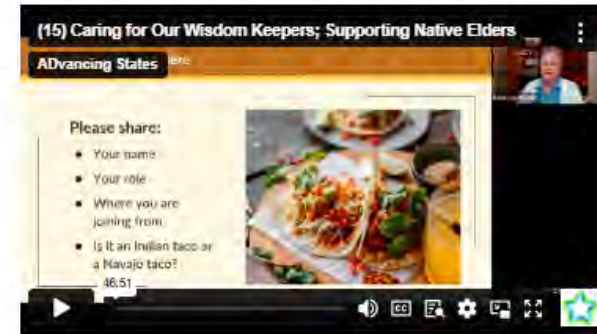 (15) Caring for Our Wisdom Keepers; Supporting Native Elders
ADvancing States
Please share:
Your name
Your role
Where you are
joining from
Is it an Indian taco or
a Navajo taco?
46:51
CC